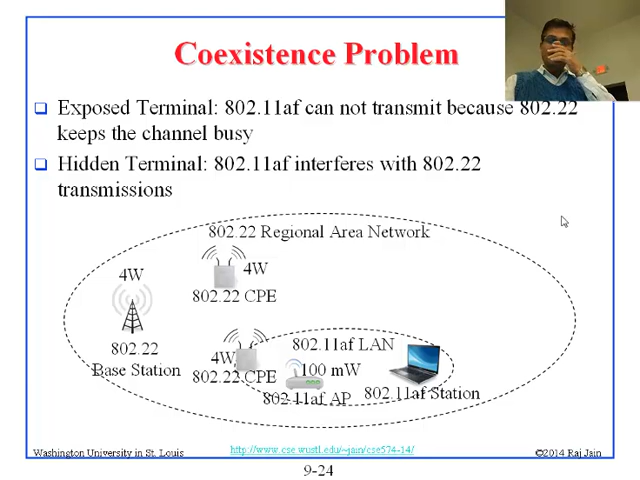 Coexistence Problem
Exposed Terminal: 802.11af can not transmit because 802.22
keeps the channel busy
Hidden Terminal: 802.11af interferes with 802.22
transmissions
802.22 Regional Area Network
4W
4W
802.22 CPE
802.22
Base Station
802.11af LAN
4W
100 mW
802.22 CPE
802.11af Station
802.11af AP
Washington University in St. Louis
http://www.cse.wustl.edu/~jain/cse574-14/
©2014 Raj Jain
9-24